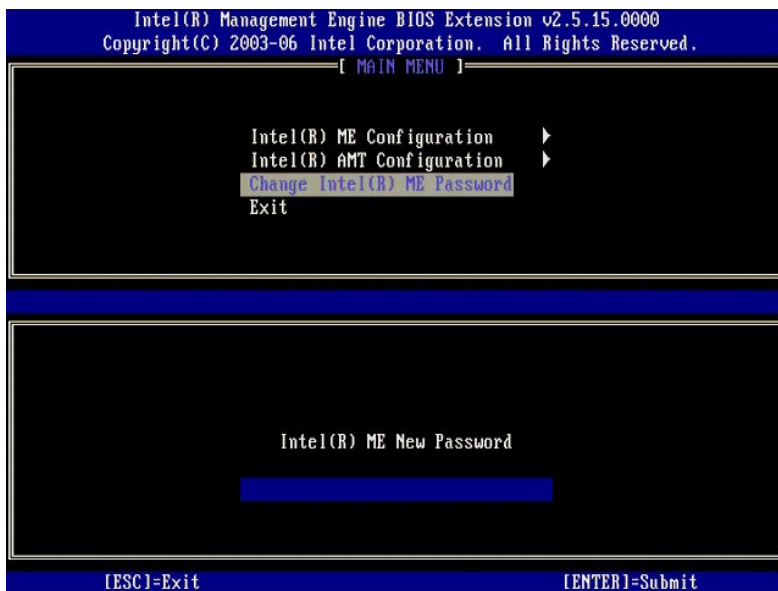 Intel(R) Management Engine BIOS Extension v2.5.15.0000
Copyright(C) 2003-06 Intel Corporation. All Rights Reserved.
[ MAIN MENU ]
Intel(R) ME Configuration ►
Intel(R) AMT Configuration ►
Change Intel(R) ME Password
Exit
Intel(R) ME New Password
[ESC]=Exit [ENTER]=Submit